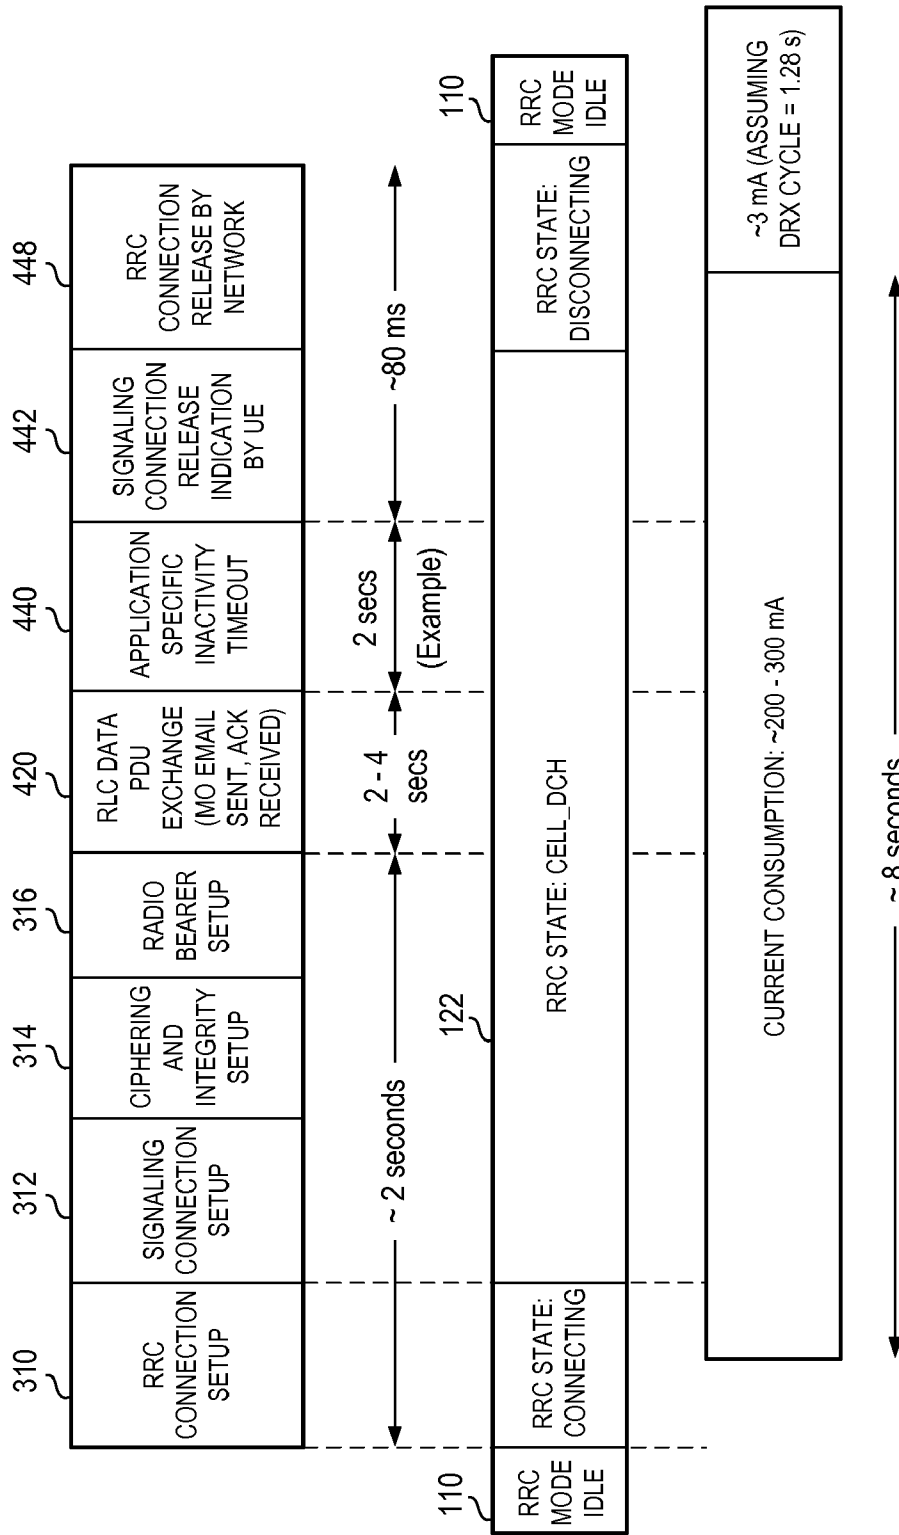 310
312
314
316
420
440
442
448
RRC
CONNECTION
SETUP
SIGNALING
CONNECTION
SETUP
CIPHERING
AND
INTEGRITY
SETUP
RADIO
BEARER
SETUP
RLC DATA
PDU
EXCHANGE
(MO EMAIL
SENT, ACK
RECEIVED)
APPLICATION
SPECIFIC
INACTIVITY
TIMEOUT
SIGNALING
CONNECTION
RELEASE
INDICATION
BY UE
RRC
CONNECTION
RELEASE BY
NETWORK
~ 2 seconds
2 - 4
secs
2 secs
(Example)
~80 ms
110
122
110
RRC
MODE
IDLE
RRC STATE:
CONNECTING
RRC STATE: CELL_DCH
RRC STATE:
DISCONNECTING
RRC
MODE
IDLE
CURRENT CONSUMPTION: ~200 - 300 mA
~3 mA (ASSUMING
DRX CYCLE = 1.28 s)
~ 8 seconds